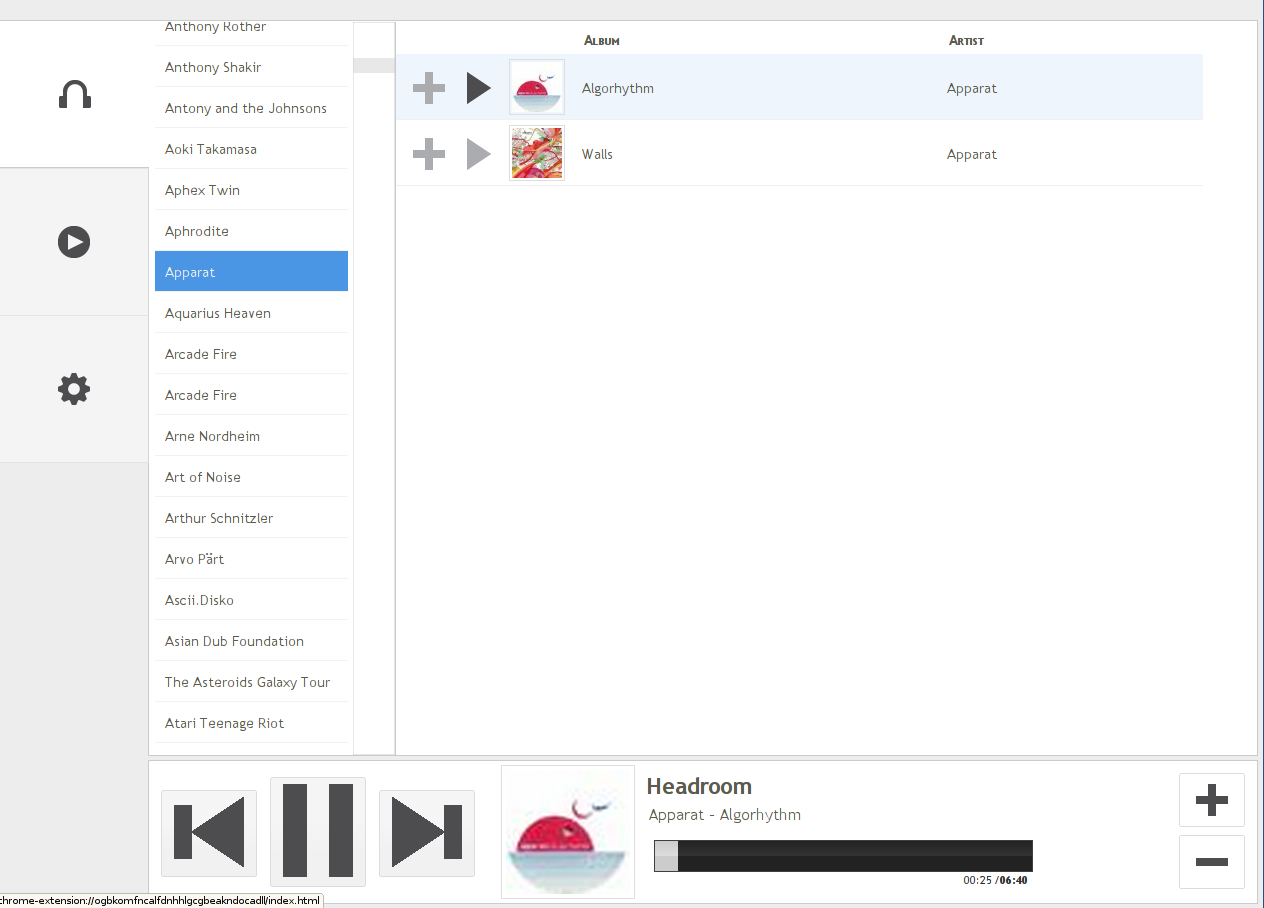 Anthony Rother
Anthony Shakir
Antony and the Johnsons
Aoki Takamasa
Aphex Twin
Aphrodite
Apparat
Aquarius Heaven
Arcade Fire
Arcade Fire
Arne Nordheim
Art of Noise
Arthur Schnitzler
Arvo Pärt
Ascii.Disko
Asian Dub Foundation
The Asteroids Galaxy Tour
Atari Teenage Riot
Album Artist
Algorhythm Apparat
Walls Apparat
Headroom
Apparat - Algorhythm
00:25 /06:40
chrome-extension://ogbkomfncalfdnhhlgcgbeakndocadll/index.html